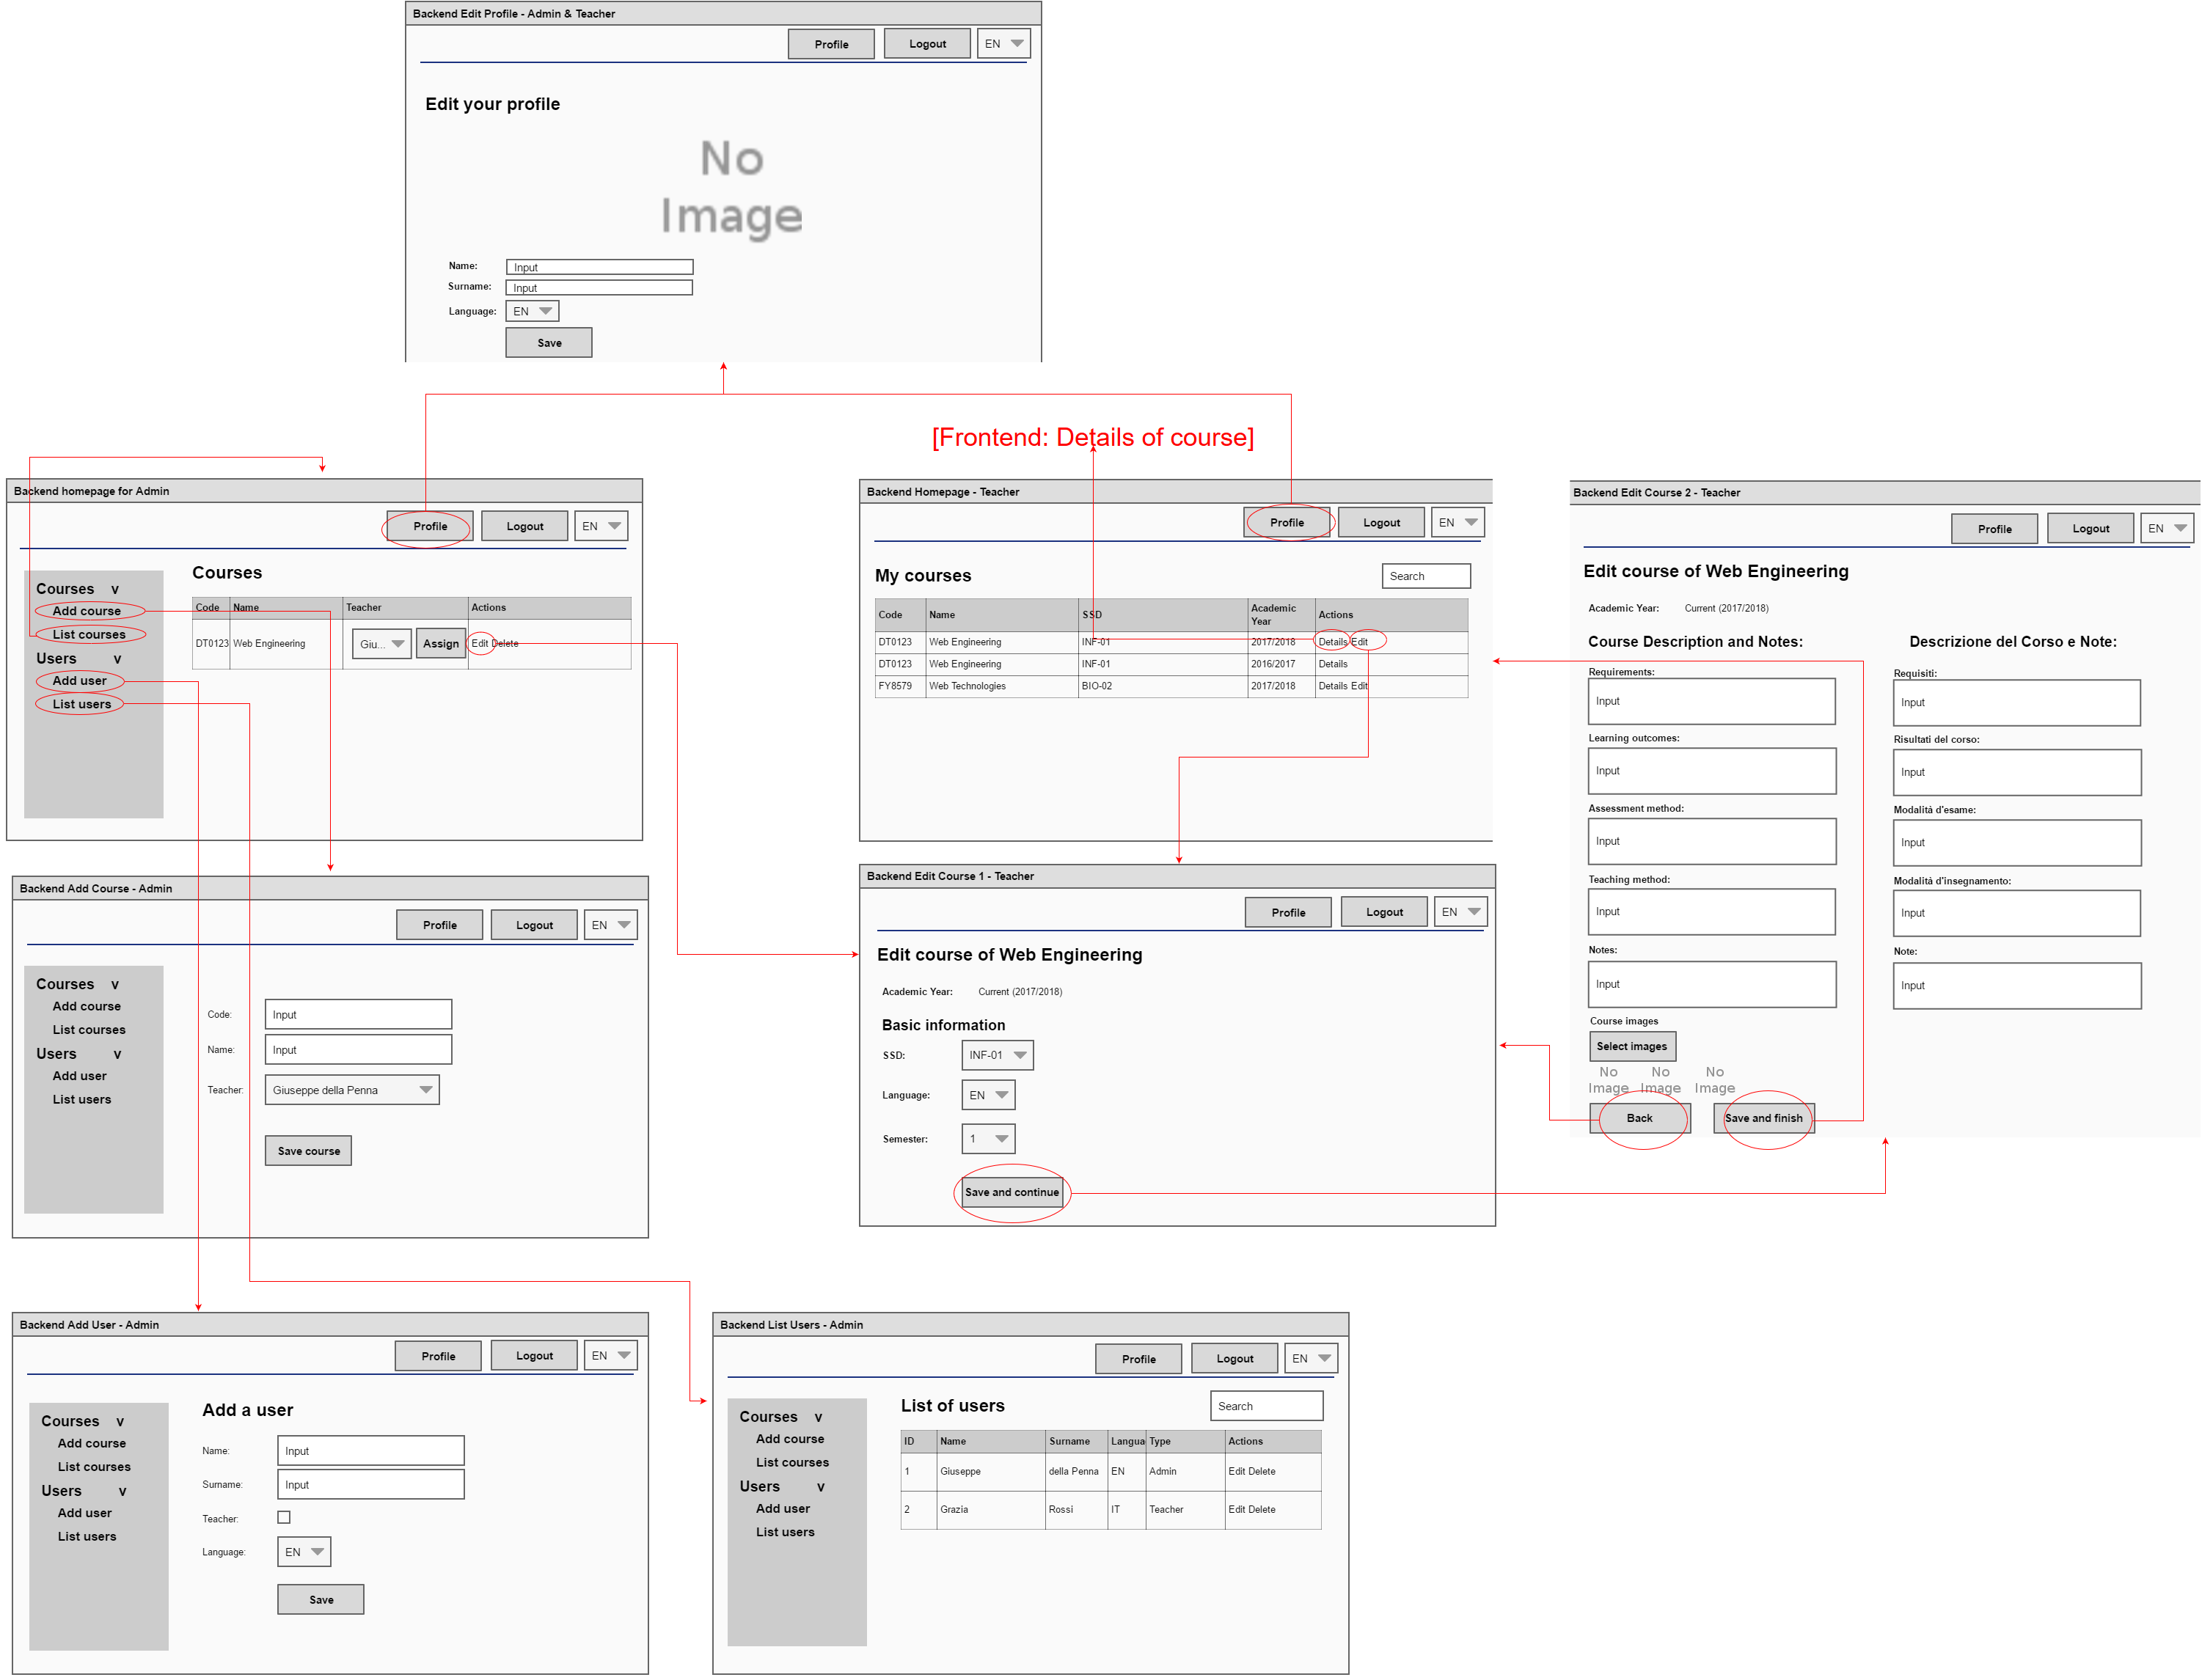 Backend Edit Profile - Admin & Teacher
Profile Logout EN
Edit your profile
No
Image
Name: Input
Surname: Input
Language: EN
Save
[Frontend: Details of course]
Backend homepage for Admin
Profile Logout EN
Courses v
Add course
List courses
Users v
Add user
List users
Courses
Code Name Teacher Actions
DT0123 Web Engineering Giu... Assign Edit Delete
Backend Homepage - Teacher
Profile Logout EN
My courses
Search
Code Name SSD Academic Year Actions
DT0123 Web Engineering INF-01 2017/2018 Details Edit
DT0123 Web Engineering INF-01 2016/2017 Details
FY8579 Web Technologies BIO-02 2017/2018 Details Edit
Backend Edit Course 2 - Teacher
Profile Logout EN
Edit course of Web Engineering
Academic Year: Current (2017/2018)
Course Description and Notes:
Requirements:
Input
Learning outcomes:
Input
Assessment method:
Input
Teaching method:
Input
Notes:
Input
Descrizione del Corso e Note:
Requisiti:
Input
Risultati del corso:
Input
Modalitá d'esame:
Input
Modalitá d'insegnamento:
Input
Note:
Input
Course images
Select images
No No No
Image Image Image
Back Save and finish
Backend Add Course - Admin
Profile Logout EN
Courses v
Add course
List courses
Users v
Add user
List users
Code: Input
Name: Input
Teacher: Giuseppe della Penna
Save course
Backend Edit Course 1 - Teacher
Profile Logout EN
Edit course of Web Engineering
Academic Year: Current (2017/2018)
Basic information
SSD: INF-01
Language: EN
Semester: 1
Save and continue
Backend Add User - Admin
Profile Logout EN
Courses v
Add course
List courses
Users v
Add user
List users
Add a user
Name: Input
Surname: Input
Teacher:
Language: EN
Save
Backend List Users - Admin
Profile Logout EN
Courses v
Add course
List courses
Users v
Add user
List users
List of users
Search
ID Name Surname Langua Type Actions
1 Giuseppe della Penna EN Admin Edit Delete
2 Grazia Rossi IT Teacher Edit Delete